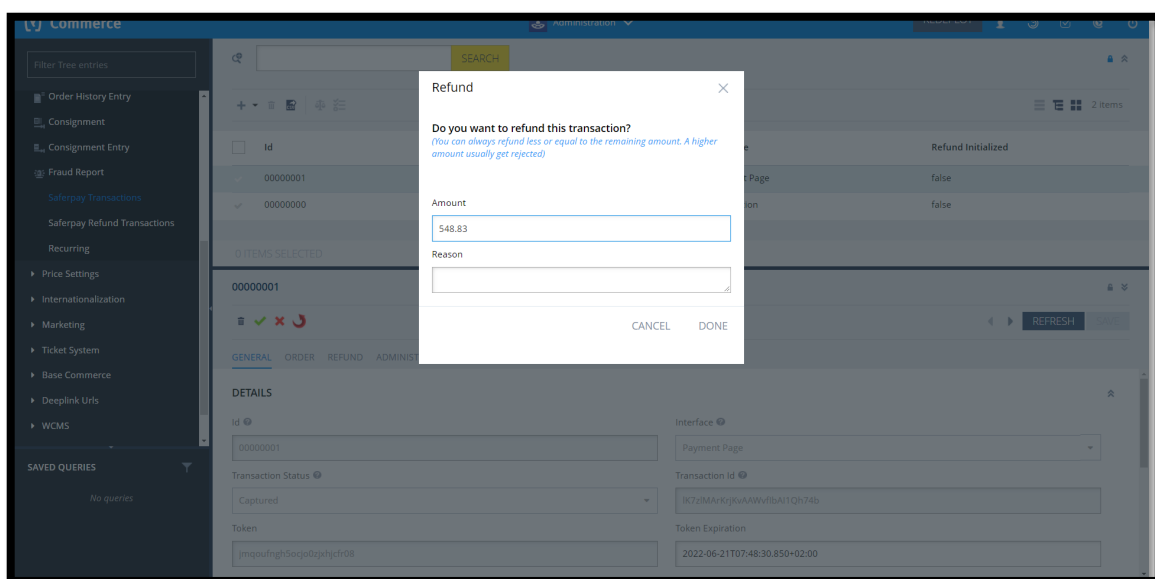 Commerce
Administration
REDEPLOY
Filter Tree entries
SEARCH
Order History Entry
Consignment
Consignment Entry
Fraud Report
Saferpay Transactions
Saferpay Refund Transactions
Recurring
Price Settings
Internationalization
Marketing
Ticket System
Base Commerce
Deeplink Urls
WCMS
SAVED QUERIES
No queries
2 items
Id
e
Refund Initialized
00000001
t Page
false
00000000
ion
false
0 ITEMS SELECTED
Refund
Do you want to refund this transaction?
(You can always refund less or equal to the remaining amount. A higher
amount usually get rejected)
Amount
548.83
Reason
CANCEL
DONE
00000001
REFRESH
SAVE
GENERAL
ORDER
REFUND
ADMINIST
DETAILS
Id
Interface
00000001
Payment Page
Transaction Status
Transaction Id
Captured
Token
Token Expiration
2022-06-21T07:48:30.850+02:00